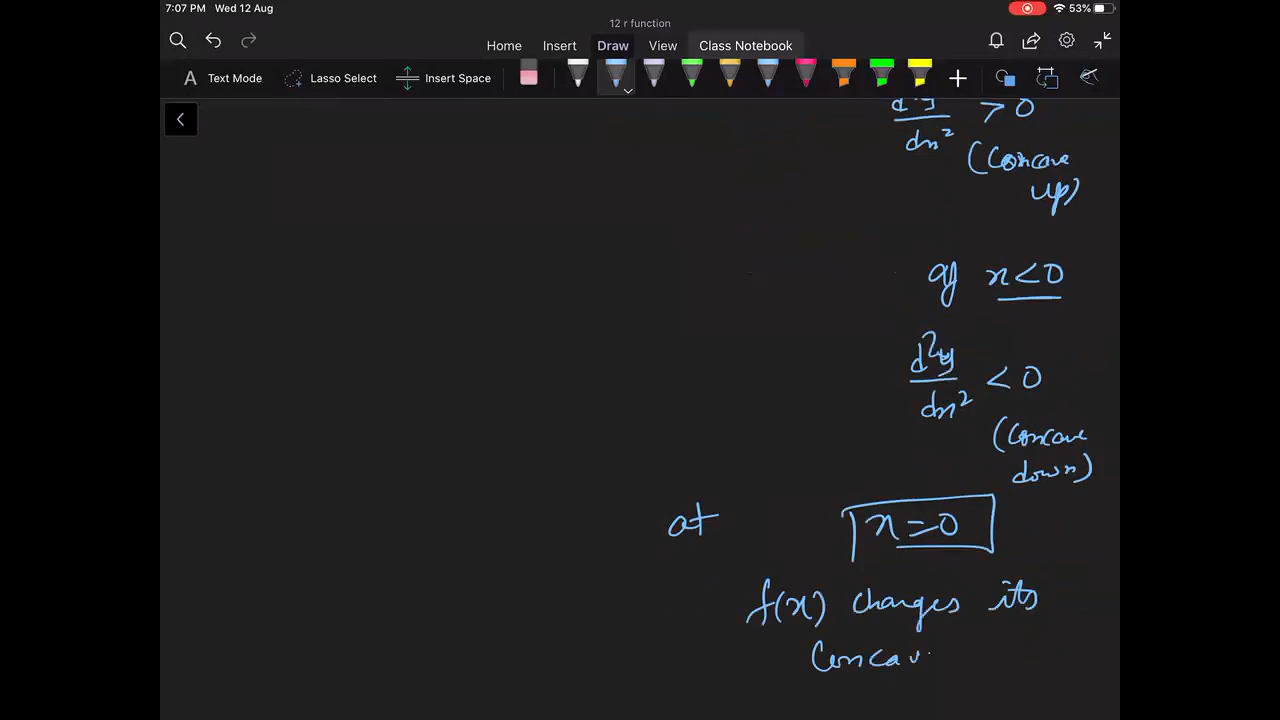 7:07 PM Wed 12 Aug
53%
12 r function
Home Insert Draw View Class Notebook
A Text Mode Lasso Select Insert Space
d²y/dx² > 0
(Concave
up)
if x < 0
d²y/dx² < 0
(Concave
down)
at x = 0
f(x) changes its
Concav